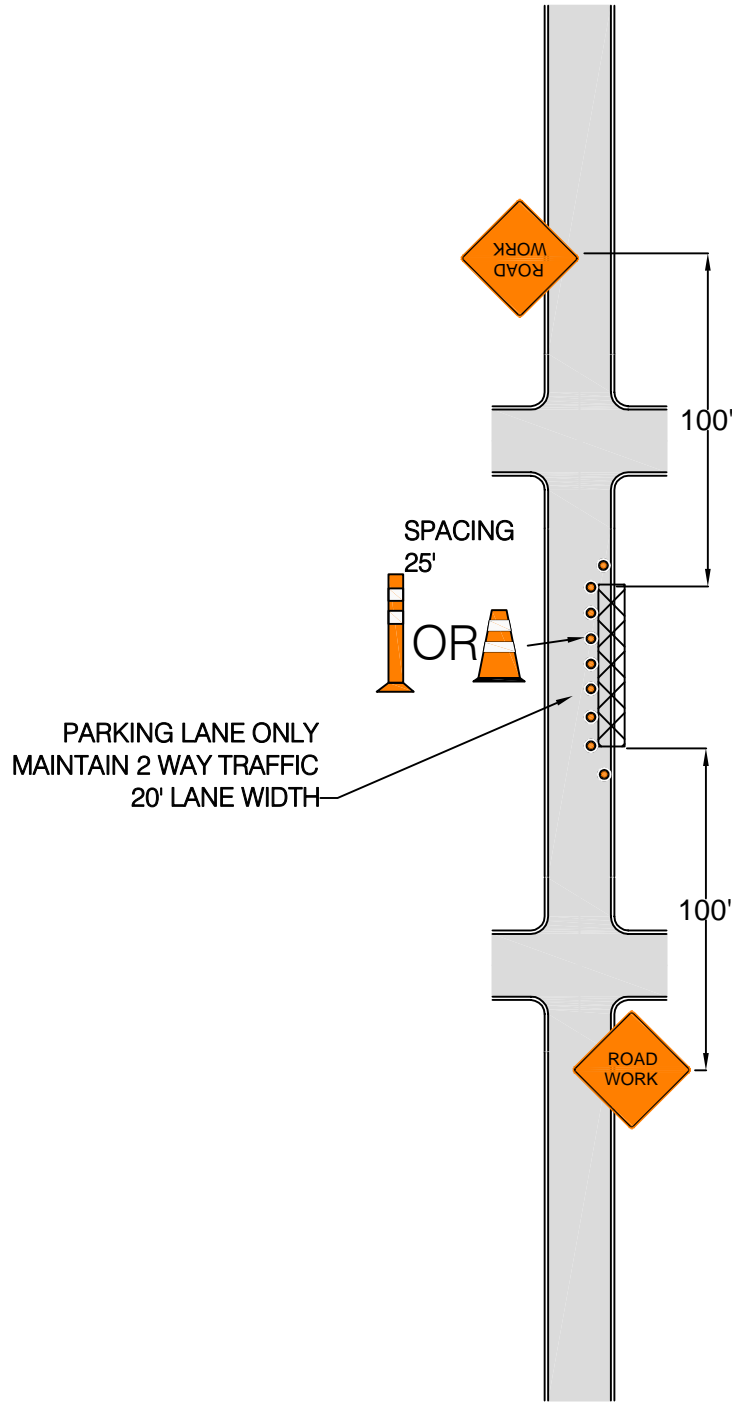 ROAD
WORK
100'
SPACING
25'
OR
PARKING LANE ONLY
MAINTAIN 2 WAY TRAFFIC
20' LANE WIDTH
100'
ROAD
WORK